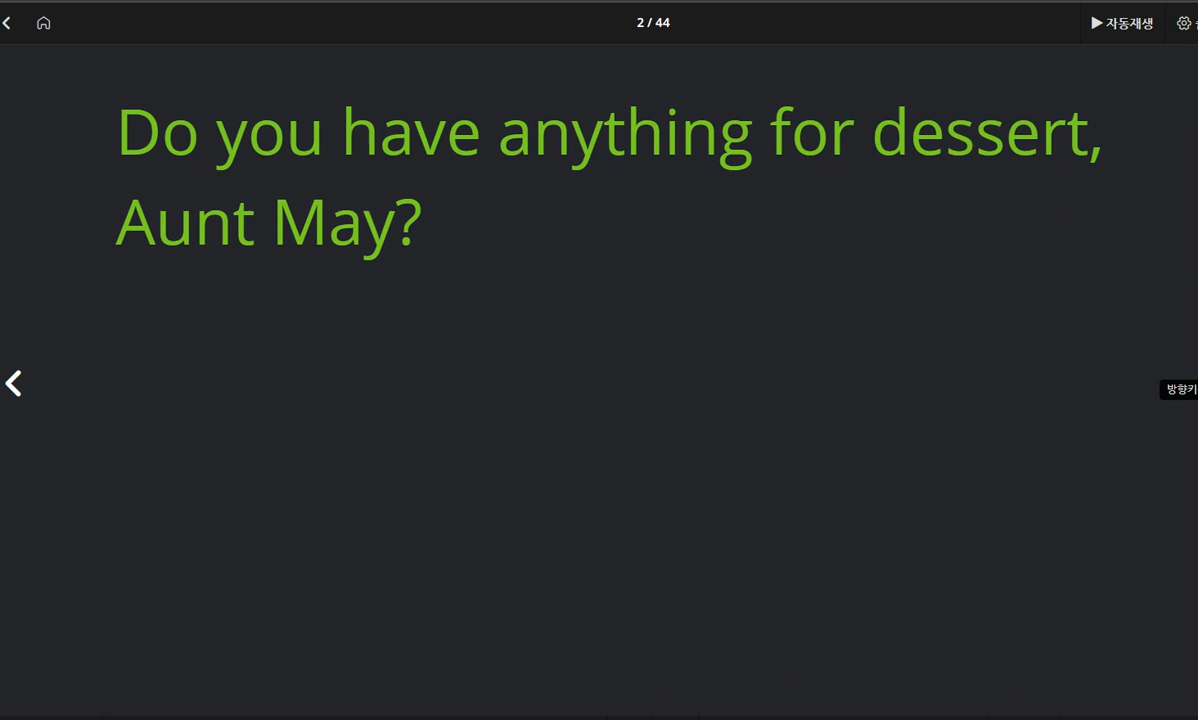 2 / 44
자동재생
Do you have anything for dessert,
Aunt May?
방향키